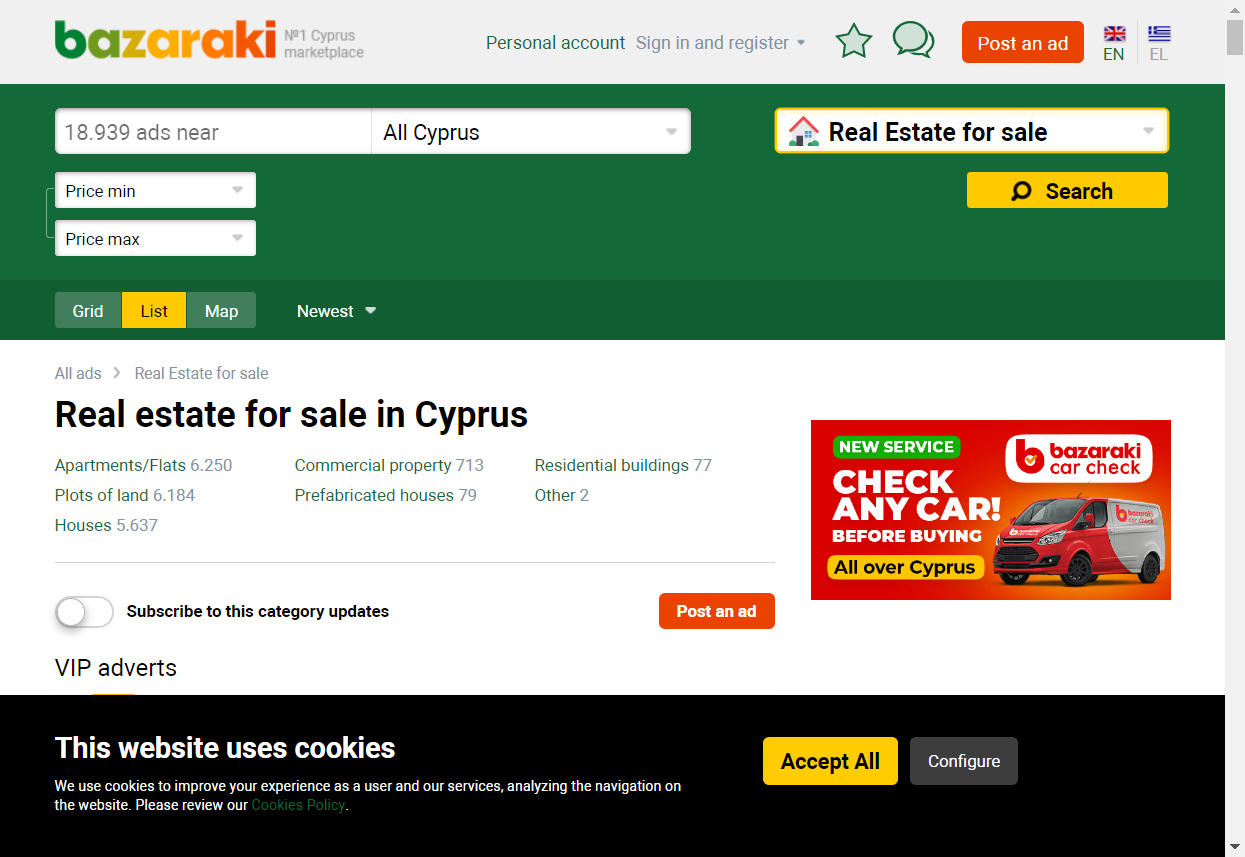 bazaraki
№1 Cyprus
marketplace
Personal account
Sign in and register
Post an ad
EN
EL
18.939 ads near
All Cyprus
Real Estate for sale
Price min
Search
Price max
Grid
List
Map
Newest
All ads
Real Estate for sale
Real estate for sale in Cyprus
Apartments/Flats 6.250
Commercial property 713
Residential buildings 77
Plots of land 6.184
Prefabricated houses 79
Other 2
Houses 5.637
NEW SERVICE
CHECK
ANY CAR!
BEFORE BUYING
All over Cyprus
bazaraki
car check
bazaraki
car check
Subscribe to this category updates
Post an ad
VIP adverts
This website uses cookies
We use cookies to improve your experience as a user and our services, analyzing the navigation on
the website. Please review our Cookies Policy.
Accept All
Configure